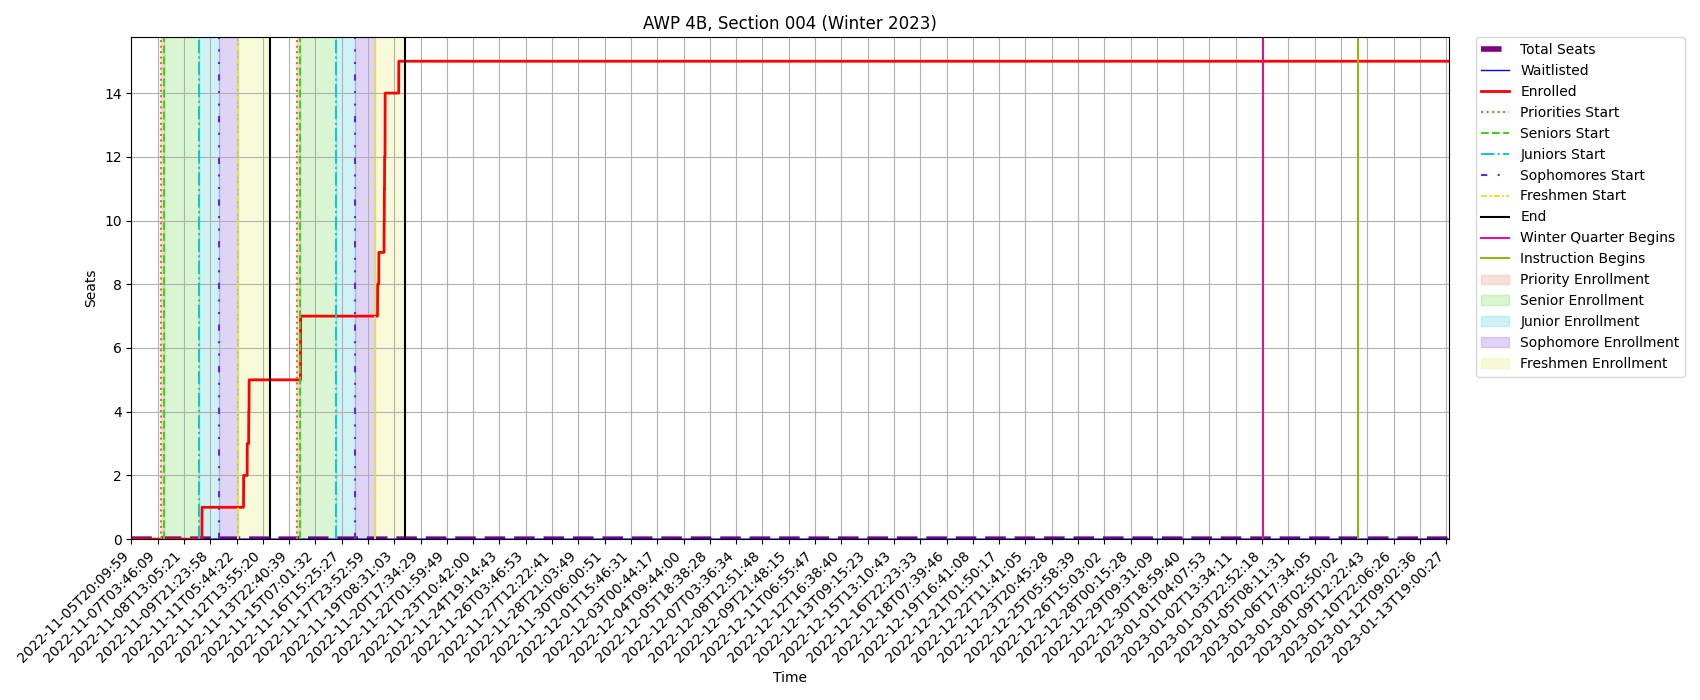 AWP 4B, Section 004 (Winter 2023)
Seats
14
12
10
8
6
4
2
0
2022-11-05T20:09:59
2022-11-07T03:46:09
2022-11-08T13:05:21
2022-11-09T21:23:58
2022-11-11T05:44:22
2022-11-12T13:55:20
2022-11-13T22:40:39
2022-11-15T07:01:32
2022-11-16T15:25:27
2022-11-17T23:52:59
2022-11-19T08:31:03
2022-11-20T17:34:29
2022-11-22T01:59:49
2022-11-23T10:42:00
2022-11-24T19:14:43
2022-11-26T03:46:53
2022-11-27T12:22:41
2022-11-28T21:03:49
2022-11-30T06:00:51
2022-12-01T15:46:31
2022-12-03T00:44:17
2022-12-04T09:44:00
2022-12-05T18:38:28
2022-12-07T03:36:34
2022-12-08T12:51:48
2022-12-09T21:48:15
2022-12-11T06:55:47
2022-12-12T16:38:40
2022-12-13T09:15:23
2022-12-15T13:10:43
2022-12-16T22:23:33
2022-12-18T07:39:46
2022-12-19T16:41:08
2022-12-21T01:50:17
2022-12-22T11:41:05
2022-12-23T20:45:28
2022-12-25T05:58:39
2022-12-26T15:03:02
2022-12-28T00:15:28
2022-12-29T09:31:09
2022-12-30T18:59:40
2023-01-01T04:07:53
2023-01-02T13:34:11
2023-01-03T22:52:18
2023-01-05T08:11:31
2023-01-06T17:34:05
2023-01-08T02:50:02
2023-01-09T12:22:43
2023-01-10T22:06:26
2023-01-12T09:02:36
2023-01-13T19:00:27
Time
Total Seats
Waitlisted
Enrolled
Priorities Start
Seniors Start
Juniors Start
Sophomores Start
Freshmen Start
End
Winter Quarter Begins
Instruction Begins
Priority Enrollment
Senior Enrollment
Junior Enrollment
Sophomore Enrollment
Freshmen Enrollment